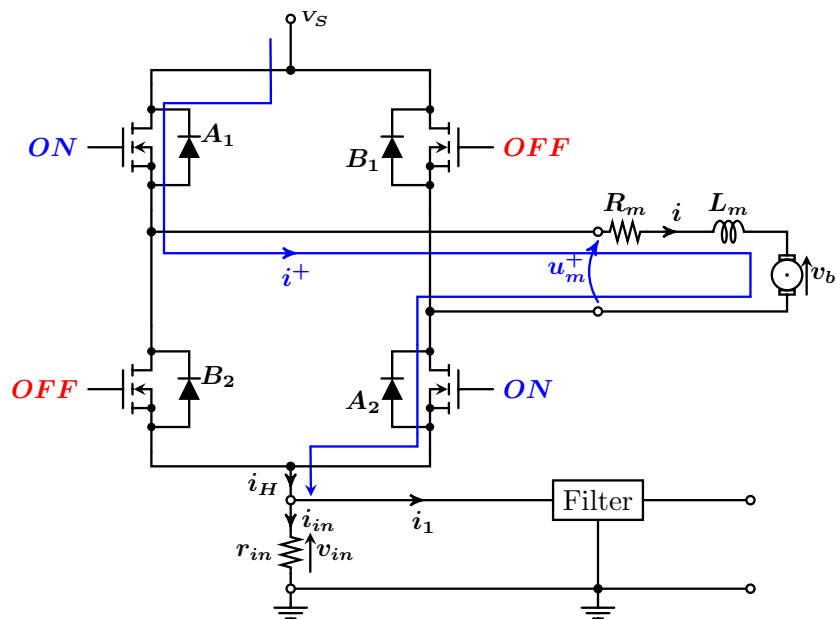 v_S
A_1
ON
B_1
OFF
R_m
i
L_m
u_m^+
i^+
v_b
B_2
OFF
A_2
ON
i_H
i_in
i_1
Filter
r_in
v_in